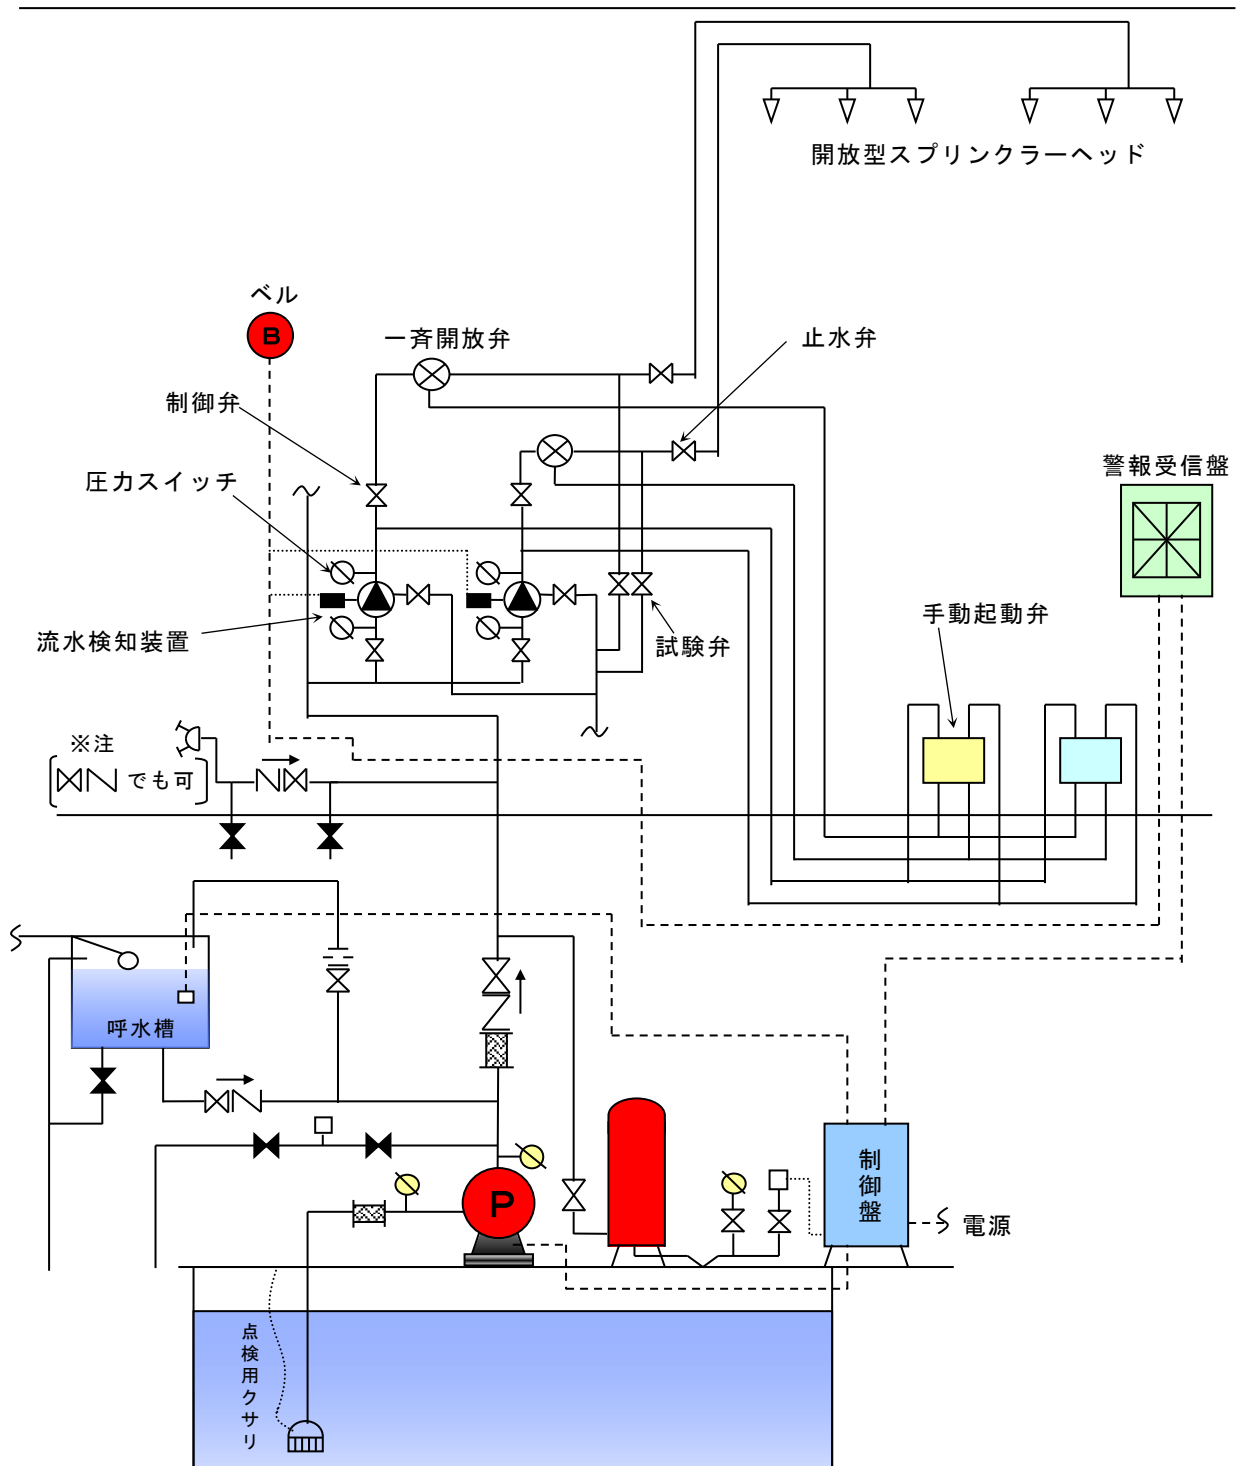 開放型スプリンクラーヘッド
ベル
B
一斉開放弁
止水弁
制御弁
圧力スイッチ
警報受信盤
手動起動弁
流水検知装置
試験弁
※注
でも可
呼水槽
P
制御盤
電源
点検用クサリ